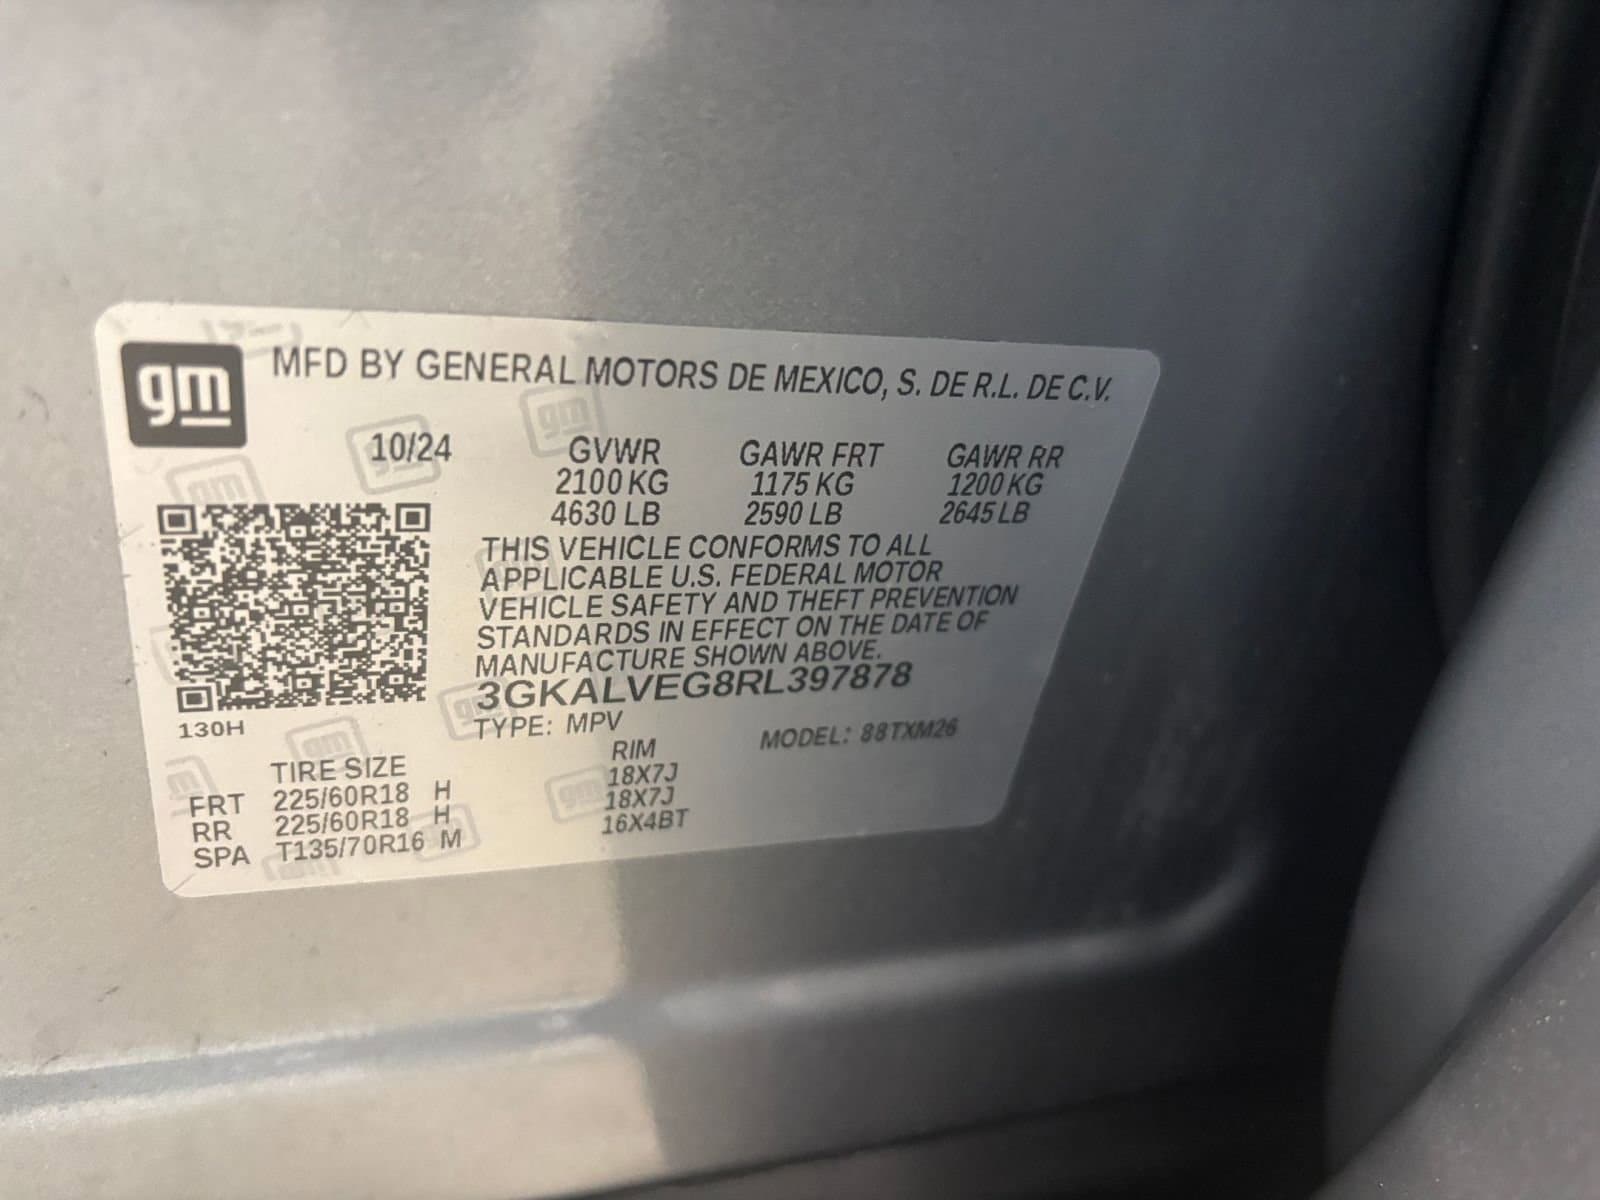 gm
MFD BY GENERAL MOTORS DE MEXICO, S. DE R.L. DE C.V.
10/24 GVWR GAWR FRT GAWR RR
2100 KG 1175 KG 1200 KG
4630 LB 2590 LB 2645 LB
THIS VEHICLE CONFORMS TO ALL
APPLICABLE U.S. FEDERAL MOTOR
VEHICLE SAFETY AND THEFT PREVENTION
STANDARDS IN EFFECT ON THE DATE OF
MANUFACTURE SHOWN ABOVE.
3GKALVEG8RL397878
130H
TYPE: MPV MODEL: 88TXM26
TIRE SIZE RIM
FRT 225/60R18 H 18X7J
RR 225/60R18 H 18X7J
SPA T135/70R16 M 16X4BT